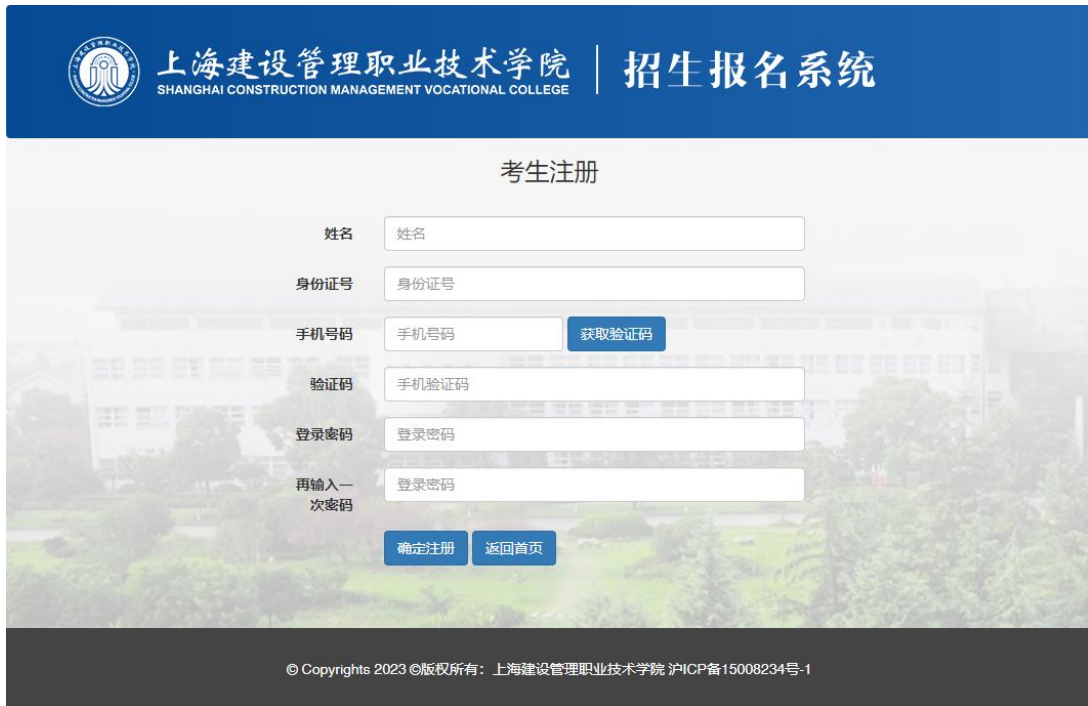 上海建设管理职业技术学院
SHANGHAI CONSTRUCTION MANAGEMENT VOCATIONAL COLLEGE
招生报名系统
考生注册
姓名 姓名
身份证号 身份证号
手机号码 手机号码 获取验证码
验证码 手机验证码
登录密码 登录密码
再输入一 登录密码
次密码
确定注册 返回首页
© Copyrights 2023 ©版权所有：上海建设管理职业技术学院 沪ICP备15008234号-1